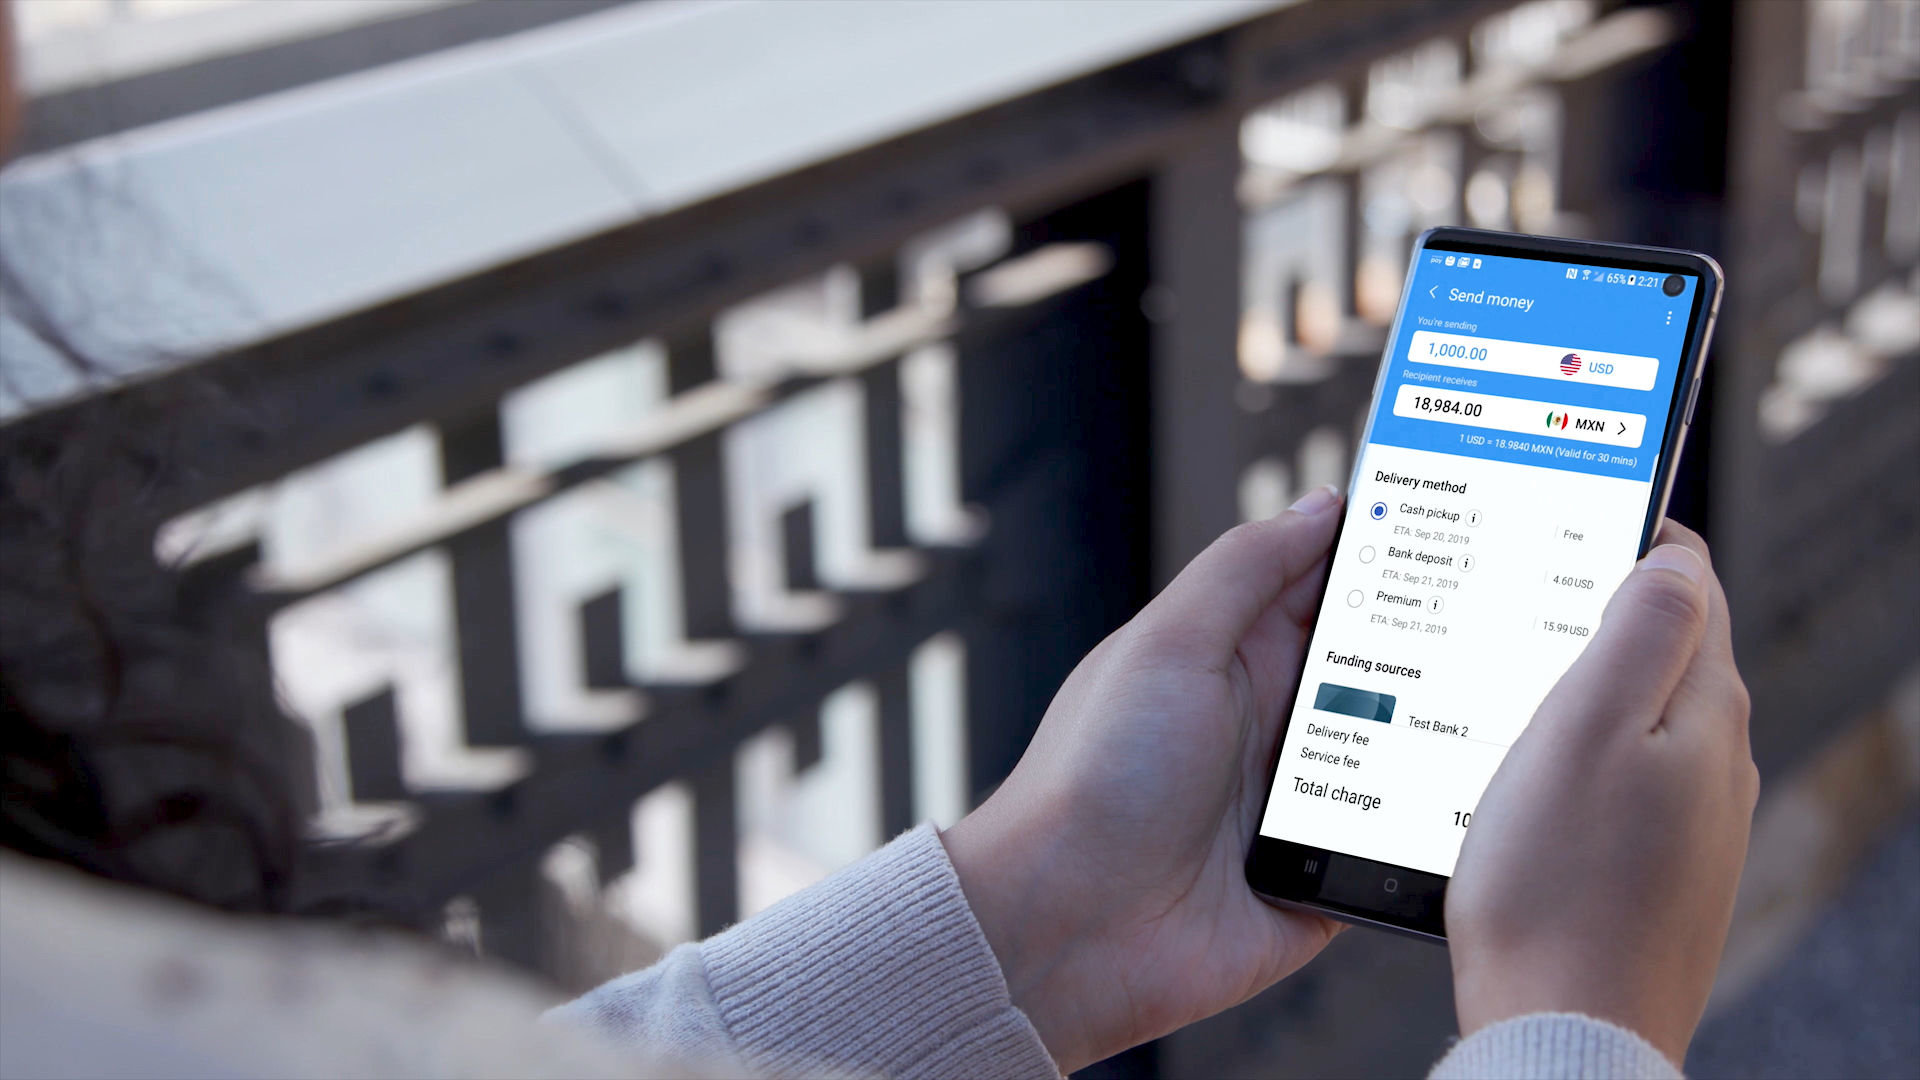 pay 65% 2:21
Send money
You're sending
1,000.00 USD
Recipient receives
18,984.00 MXN
1 USD = 18.9840 MXN (Valid for 30 mins)
Delivery method
Cash pickup i Free
ETA: Sep 20, 2019
Bank deposit i 4.60 USD
ETA: Sep 21, 2019
Premium i 15.99 USD
ETA: Sep 21, 2019
Funding sources
Test Bank 2
Delivery fee
Service fee
Total charge
10